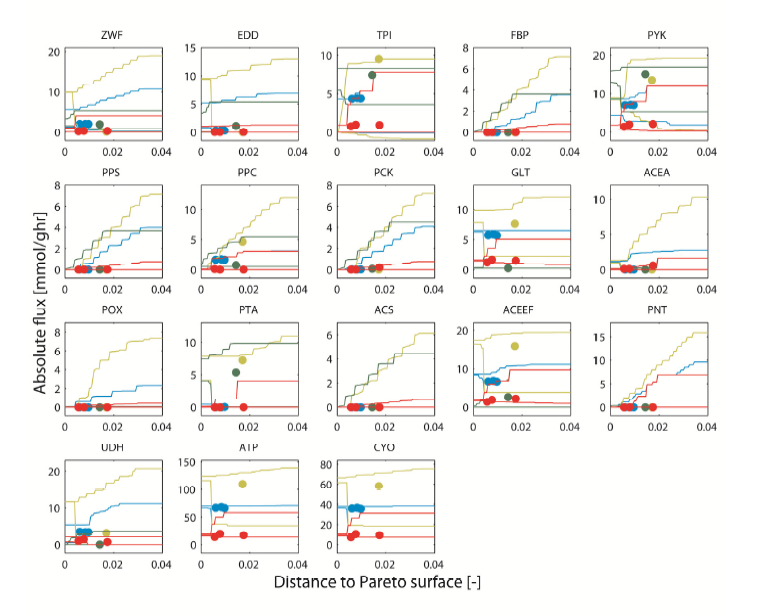 ZWF EDD TPI FBP PYK
20 15 10 8 20
15 10 6 
10 5 4 10
5 5 2
0 0 0 0 0
0 0.02 0.04 0 0.02 0.04 0 0.02 0.04 0 0.02 0.04 0 0.02 0.04
PPS PPC PCK GLT ACEA
8 15 8 10
6 10 6 10
4 4 5
2 5 2 5
0 0 0 0 0
0 0.02 0.04 0 0.02 0.04 0 0.02 0.04 0 0.02 0.04 0 0.02 0.04
POX PTA ACS ACEEF PNT
8 6 20 15
6 10 4 10
4 5 10
2 2 5
0 0 0 0 0
0 0.02 0.04 0 0.02 0.04 0 0.02 0.04 0 0.02 0.04 0 0.02 0.04
UDH ATP CYO
20 150 80
100 60
10 40
50 20
0 0 0
0 0.02 0.04 0 0.02 0.04 0 0.02 0.04
Absolute flux [mmol/ghr]
Distance to Pareto surface [-]